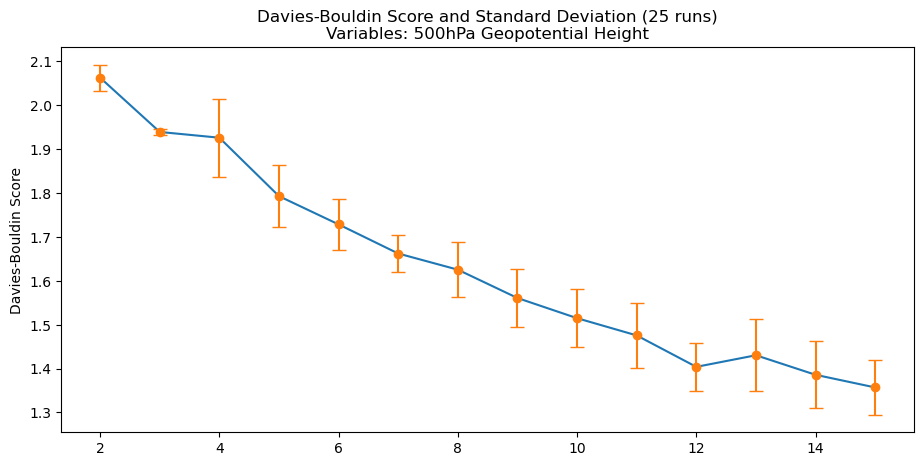 Davies-Bouldin Score and Standard Deviation (25 runs)
Variables: 500hPa Geopotential Height
Davies-Bouldin Score
2.1
2.0
1.9
1.8
1.7
1.6
1.5
1.4
1.3
2 4 6 8 10 12 14